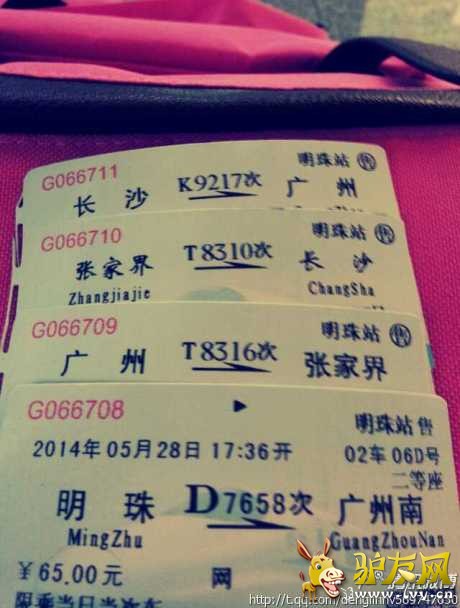 G066711 明珠站 售
长沙 K9217次 广州
G066710 明珠站 售
张家界 T8310次 长沙
Zhangjiajie ChangSha
G066709 明珠站 售
广州 T8316次 张家界
G066708 明珠站 售
2014年05月28日 17:36开 02车 06D号
二等座
明珠 D7658次 广州南
MingZhu GuangZhouNan
￥65.00元 网
驴友网
www.lvyy.cn